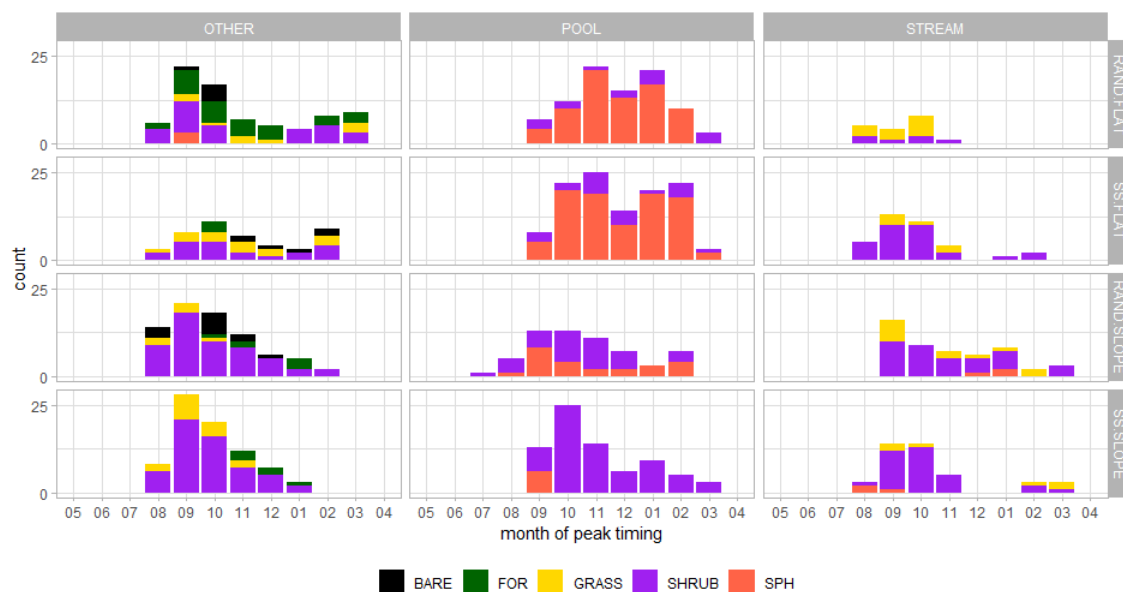 OTHER POOL STREAM
25
0
RAND.FLAT
25
0
SS.FLAT
count
25
0
RAND.SLOPE
25
0
SS.SLOPE
05 06 07 08 09 10 11 12 01 02 03 04 05 06 07 08 09 10 11 12 01 02 03 04 05 06 07 08 09 10 11 12 01 02 03 04
month of peak timing
BARE FOR GRASS SHRUB SPH